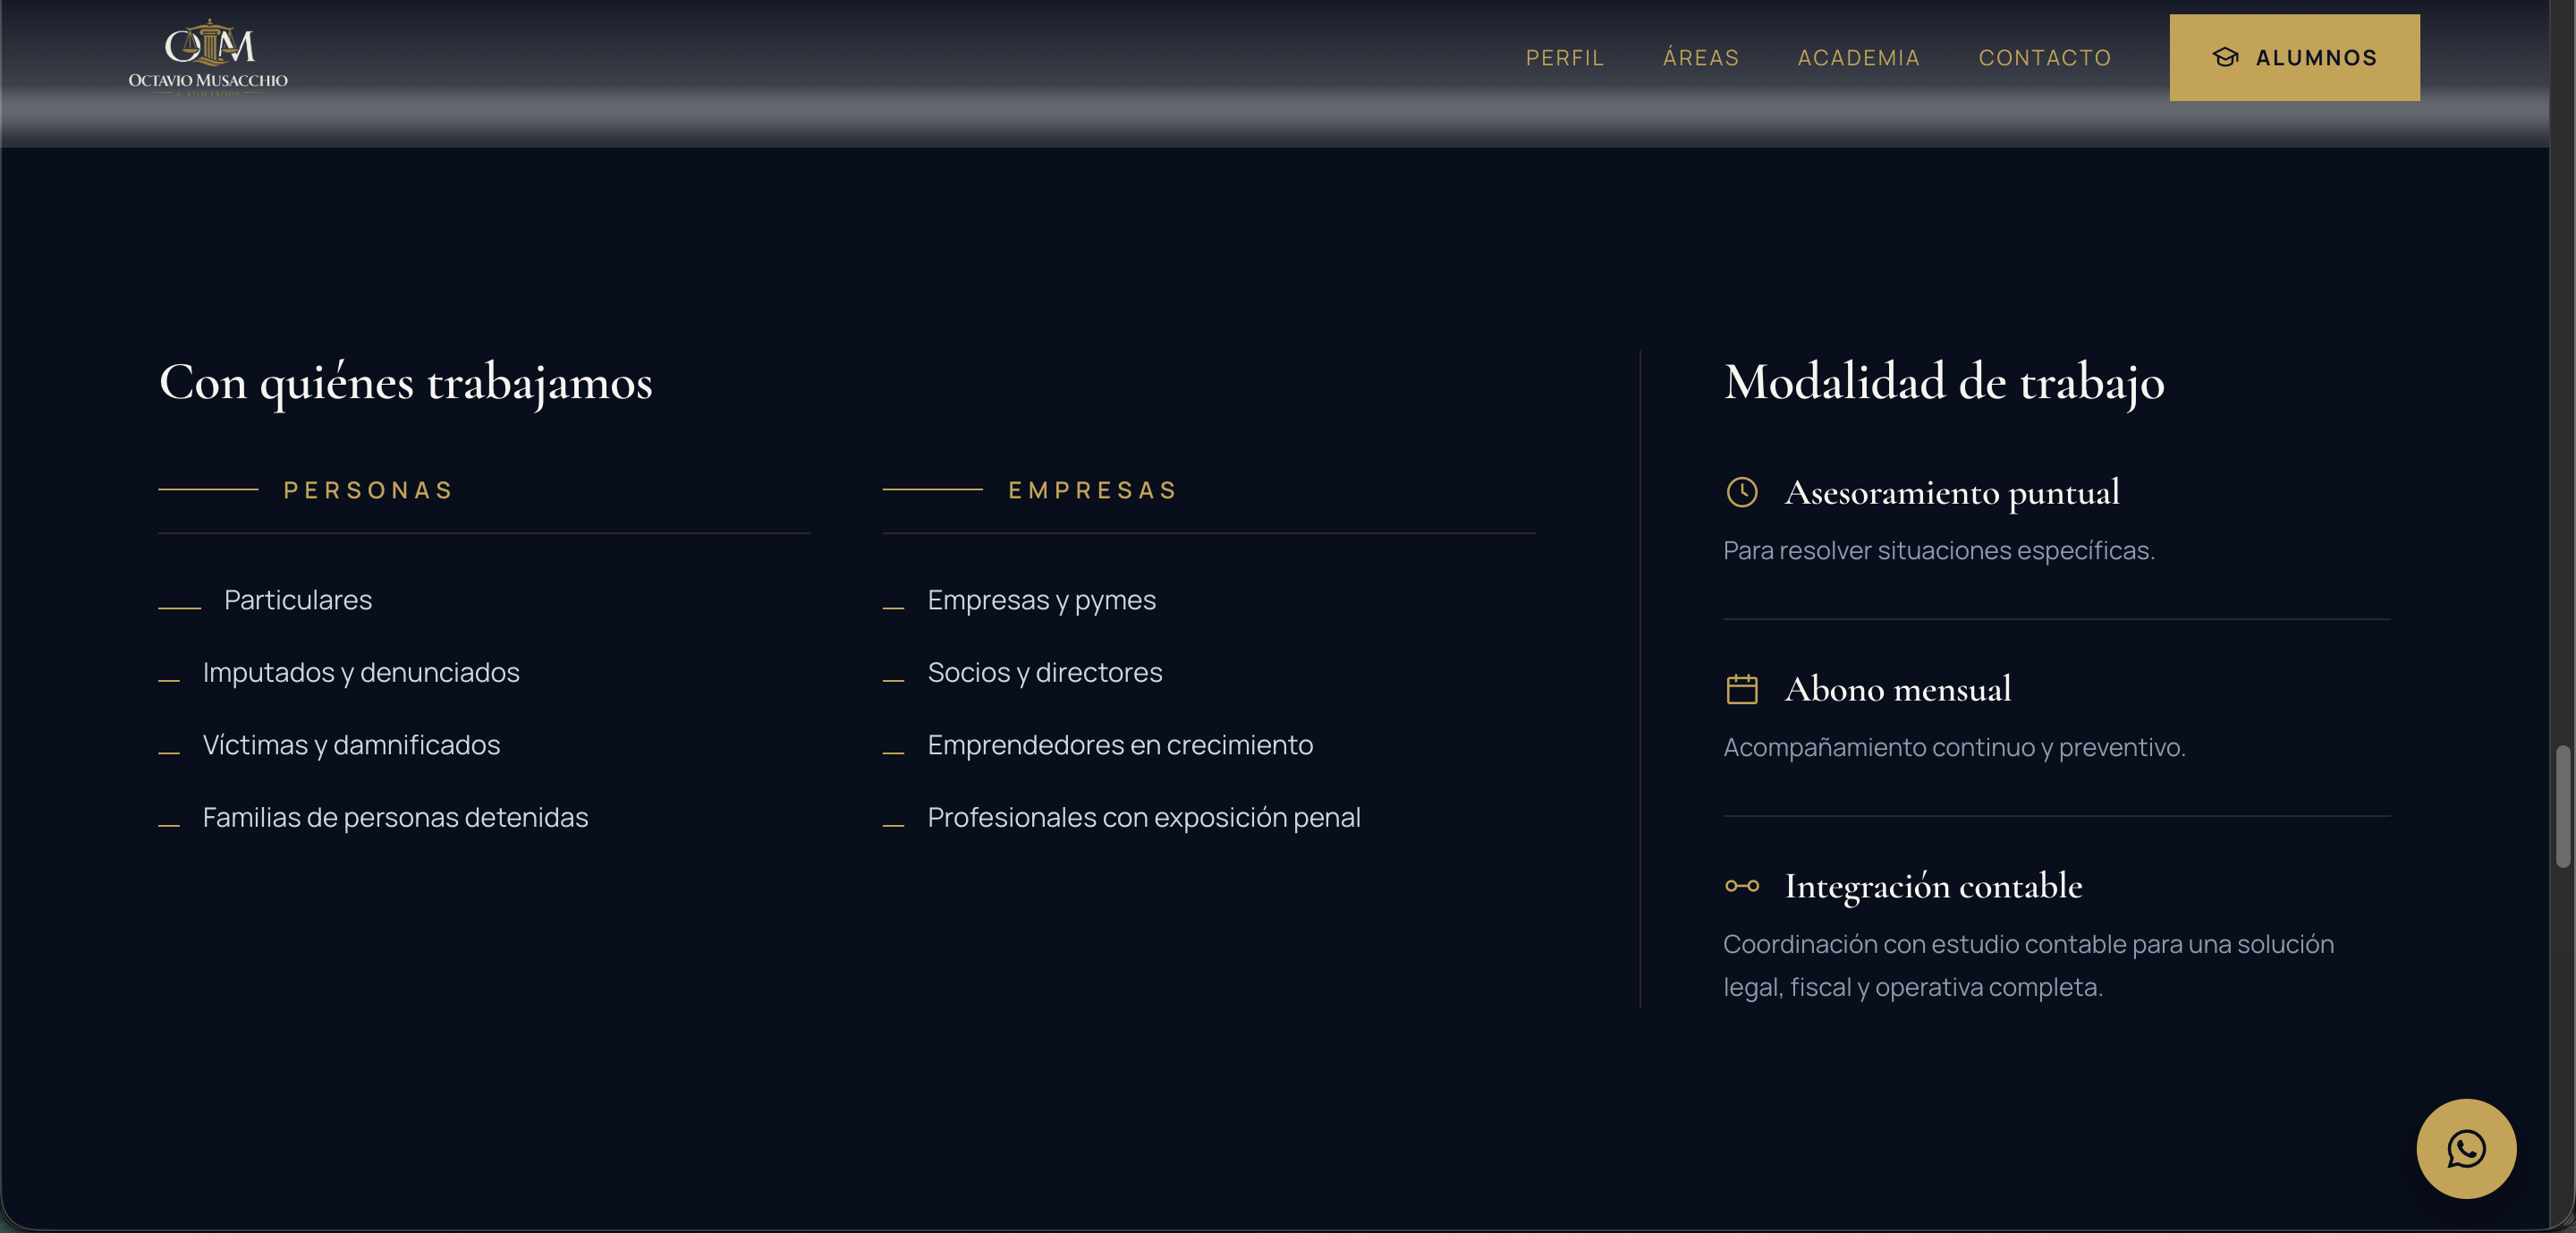 OM
OCTAVIO MUSACCHIO
PERFIL
ÁREAS
ACADEMIA
CONTACTO
ALUMNOS
Con quiénes trabajamos
PERSONAS
Particulares
Imputados y denunciados
Víctimas y damnificados
Familias de personas detenidas
EMPRESAS
Empresas y pymes
Socios y directores
Emprendedores en crecimiento
Profesionales con exposición penal
Modalidad de trabajo
Asesoramiento puntual
Para resolver situaciones específicas.
Abono mensual
Acompañamiento continuo y preventivo.
Integración contable
Coordinación con estudio contable para una solución
legal, fiscal y operativa completa.